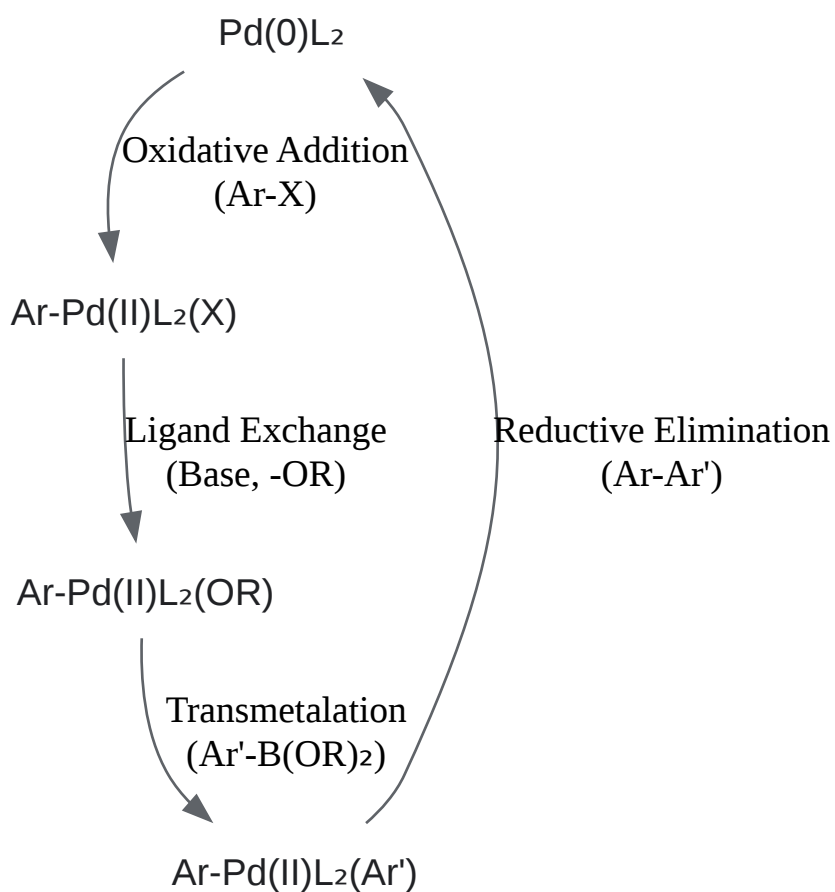 Pd(0)L₂
Oxidative Addition
(Ar-X)
Ar-Pd(II)L₂(X)
Ligand Exchange
(Base, -OR)
Reductive Elimination
(Ar-Ar')
Ar-Pd(II)L₂(OR)
Transmetalation
(Ar'-B(OR)₂)
Ar-Pd(II)L₂(Ar')